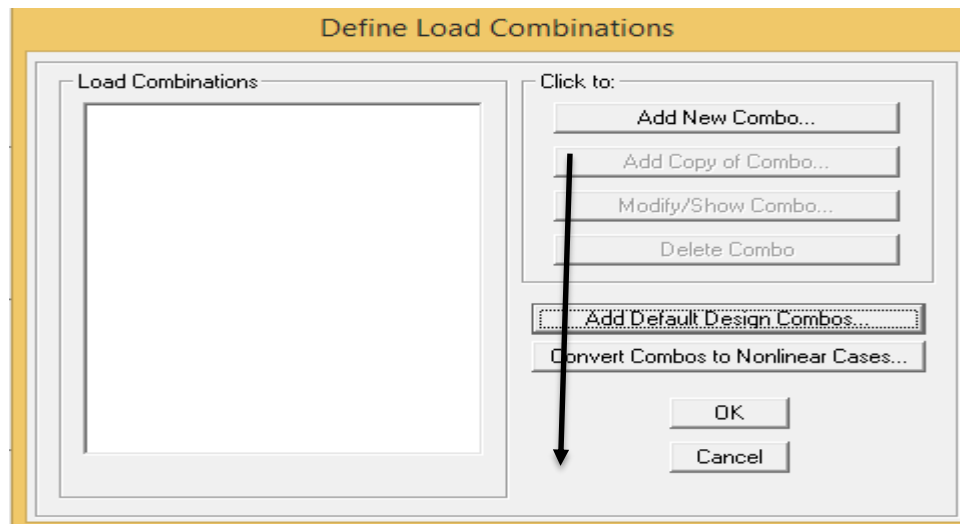 Define Load Combinations
Load Combinations
Click to:
Add New Combo...
Add Copy of Combo...
Modify/Show Combo...
Delete Combo
Add Default Design Combos...
Convert Combos to Nonlinear Cases...
OK
Cancel